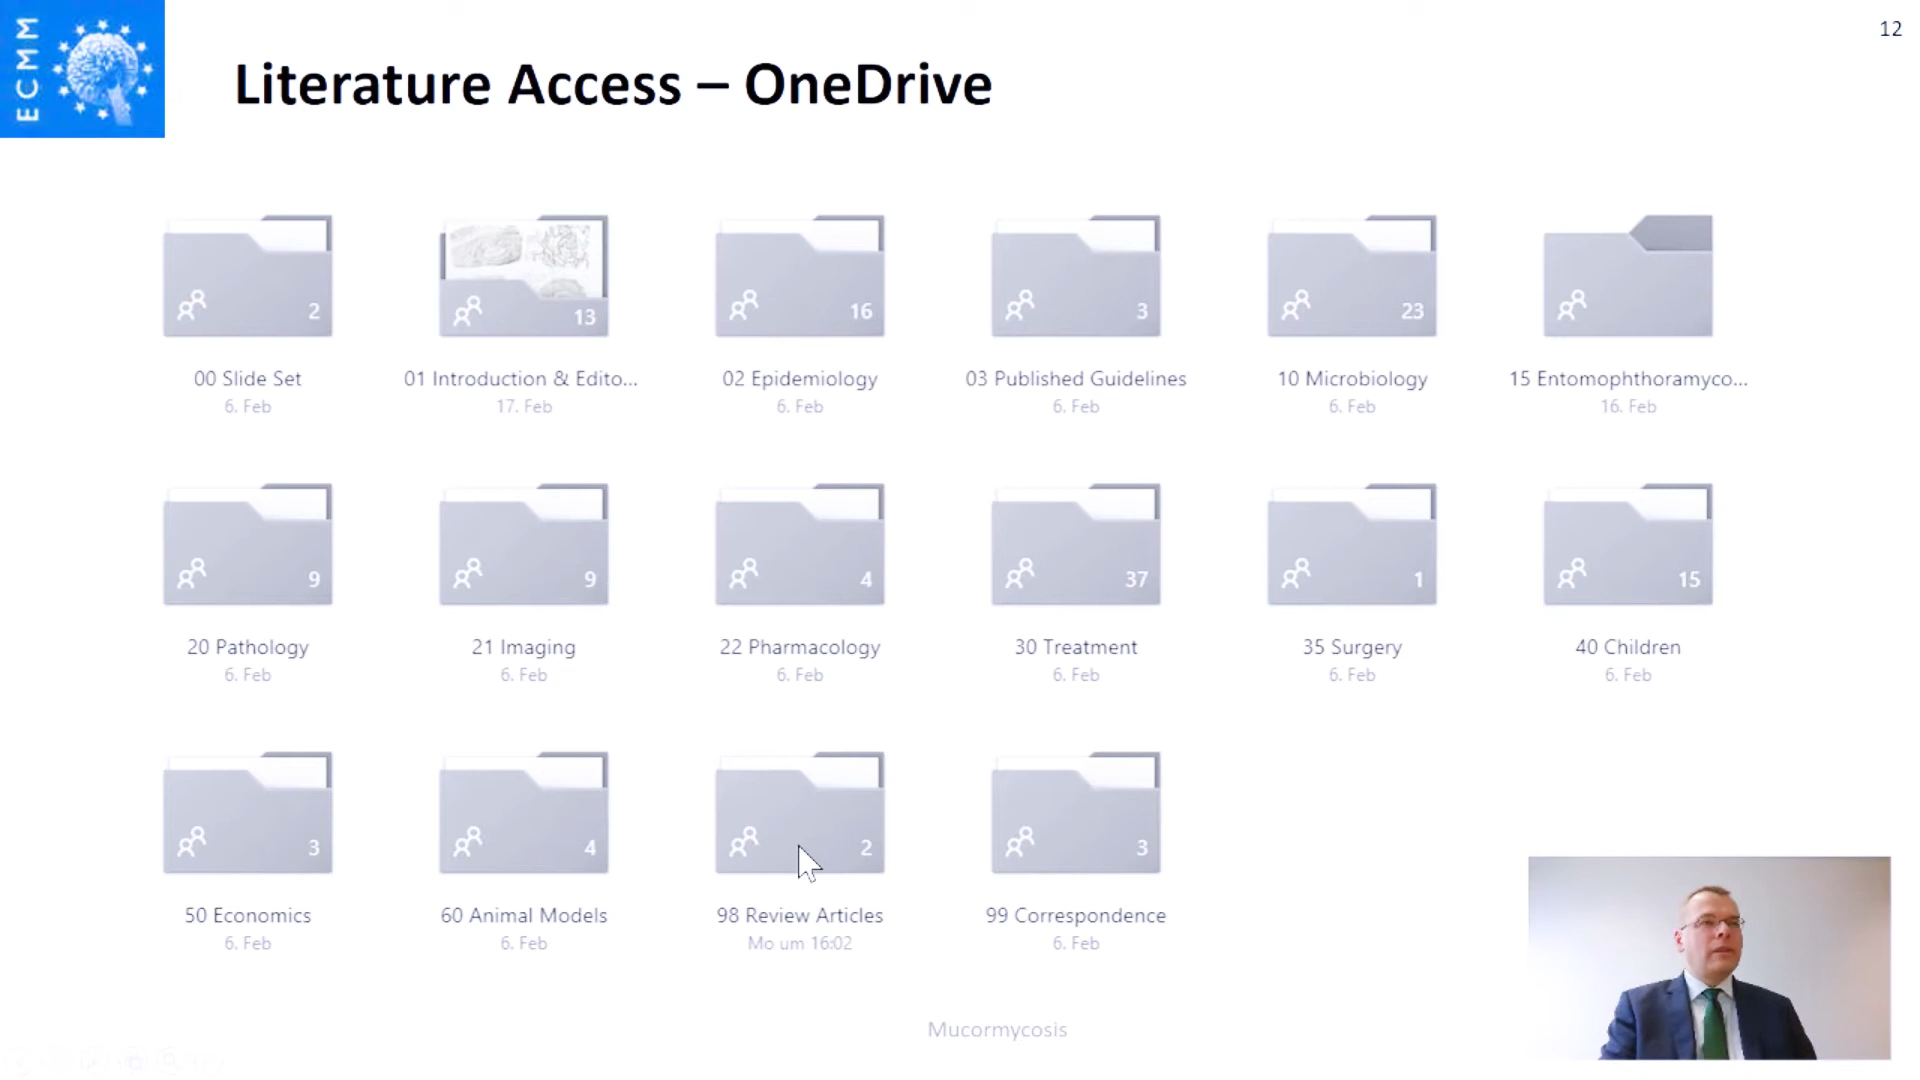 ECMM
12
Literature Access – OneDrive
2
13
16
3
23
00 Slide Set
01 Introduction & Edito...
02 Epidemiology
03 Published Guidelines
10 Microbiology
15 Entomophthoramyco...
6. Feb
17. Feb
6. Feb
6. Feb
6. Feb
16. Feb
9
9
4
37
1
15
20 Pathology
21 Imaging
22 Pharmacology
30 Treatment
35 Surgery
40 Children
6. Feb
6. Feb
6. Feb
6. Feb
6. Feb
6. Feb
3
4
2
3
50 Economics
60 Animal Models
98 Review Articles
99 Correspondence
6. Feb
6. Feb
Mo um 16:02
6. Feb
Mucormycosis